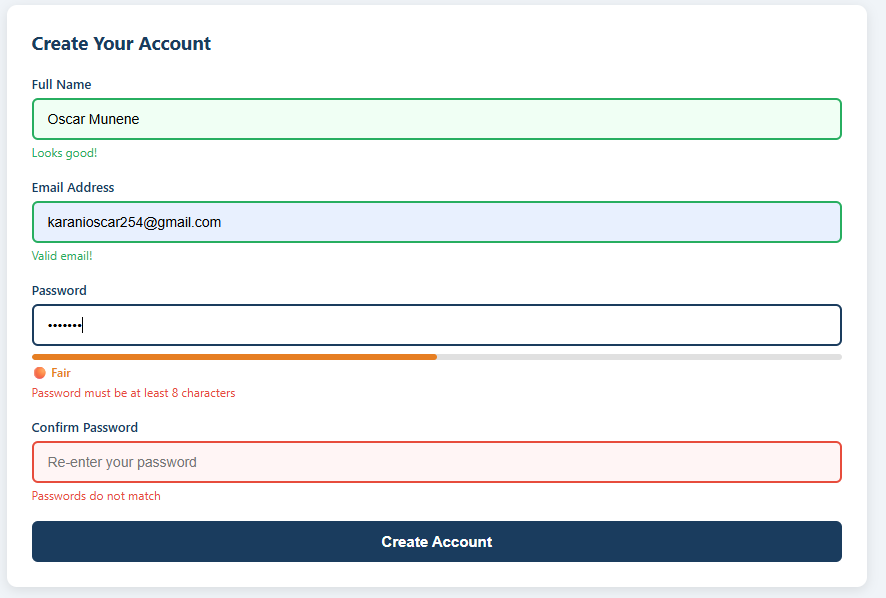 Create Your Account
Full Name
Oscar Munene
Looks good!
Email Address
karanioscar254@gmail.com
Valid email!
Password
•••••••
Fair
Password must be at least 8 characters
Confirm Password
Re-enter your password
Passwords do not match
Create Account